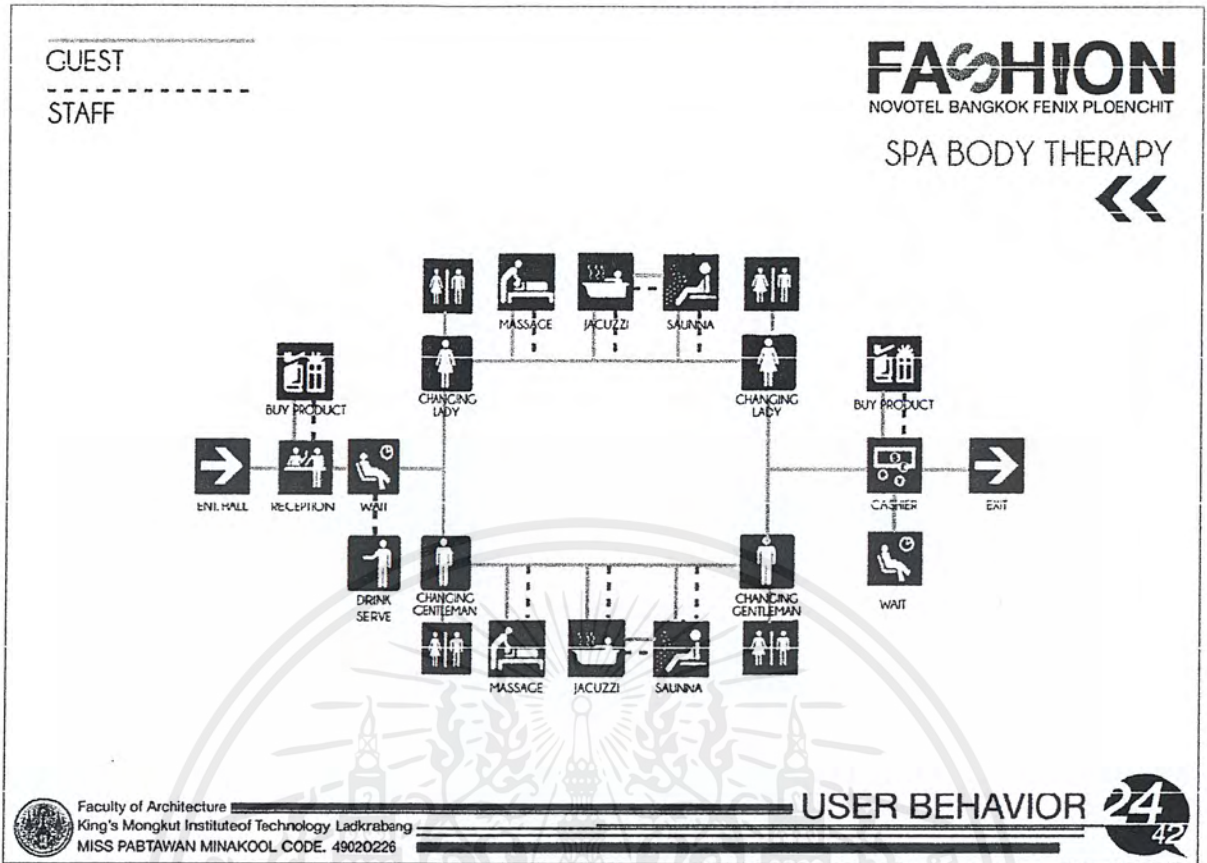 GUEST
STAFF
FASHION
NOVOTEL BANGKOK FENIX PLOENCHIT
SPA BODY THERAPY
MASSAGE
JACUZZI
SAUNNA
BUY PRODUCT
CHANGING
LADY
CHANGING
LADY
BUY PRODUCT
ENT. HALL
RECEPTION
WAIT
CASHIER
EXIT
DRINK
SERVE
CHANGING
GENTLEMAN
CHANGING
GENTLEMAN
WAIT
MASSAGE
JACUZZI
SAUNNA
Faculty of Architecture
King's Mongkut Instituteof Technology Ladkrabang
MISS PABTAWAN MINAKOOL CODE. 49020226
USER BEHAVIOR
24
42